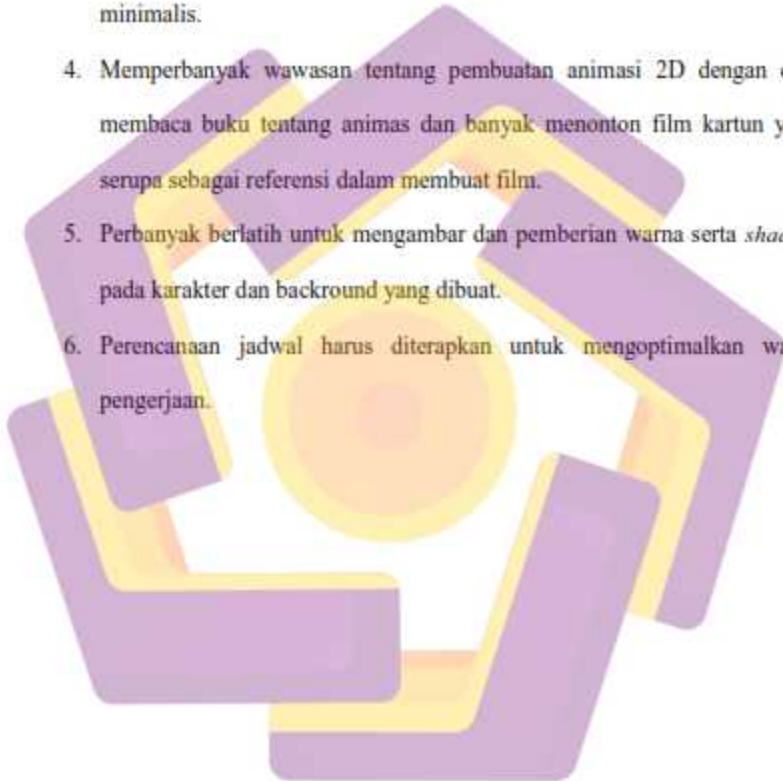 minimalis.
4. Memperbanyak wawasan tentang pembuatan animasi 2D dengan
membaca buku tentang animas dan banyak menonton film kartun
serupa sebagai referensi dalam membuat film.
5. Perbanyak berlatih untuk mengambar dan pemberian warna serta
pada karakter dan backround yang dibuat.
6. Perencanaan jadwal harus diterapkan untuk mengoptimalkan
pengerjaan.